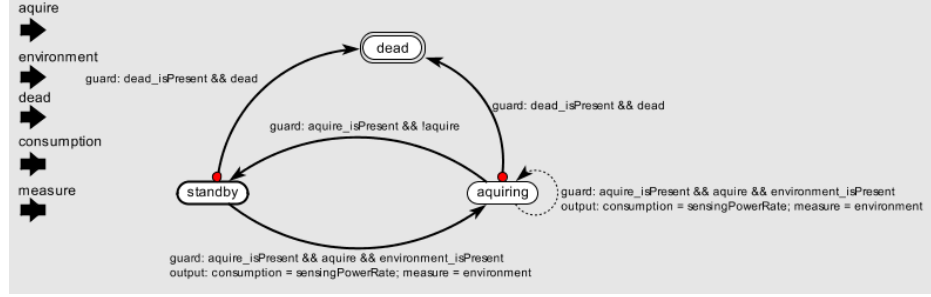 aquire
environment
dead
consumption
measure
dead
guard: dead_isPresent && dead
guard: dead_isPresent && dead
guard: aquire_isPresent && !aquire
standby
aquiring
guard: aquire_isPresent && aquire && environment_isPresent
output: consumption = sensingPowerRate; measure = environment
guard: aquire_isPresent && aquire && environment_isPresent
output: consumption = sensingPowerRate; measure = environment